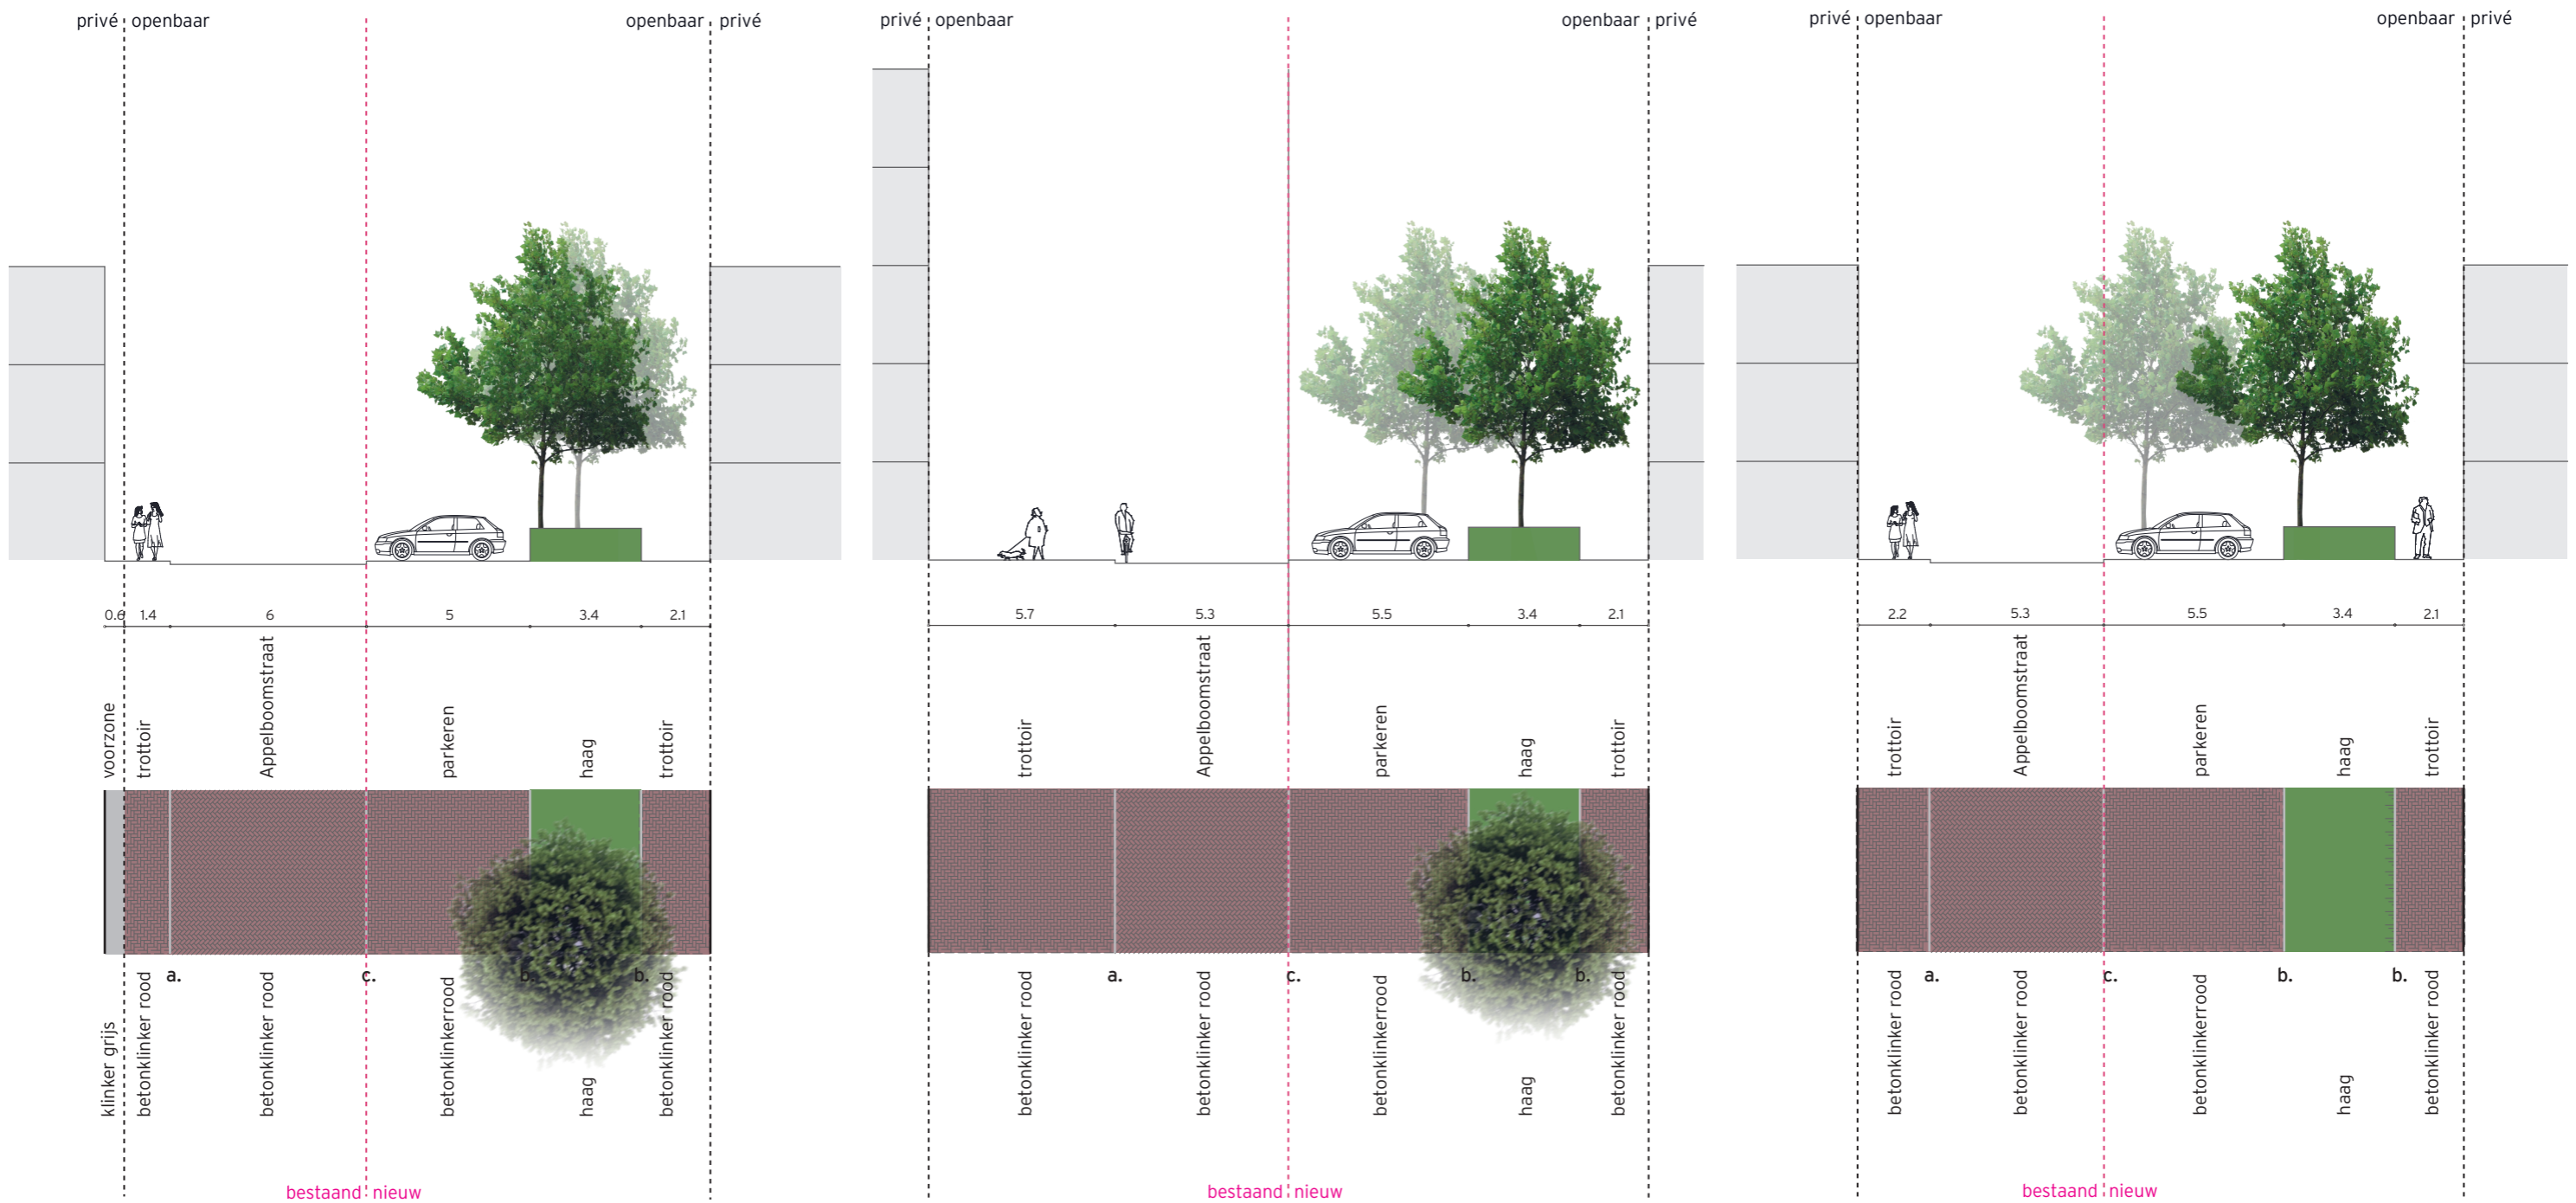 privé openbaar
openbaar privé
0.6 1.4 6 5 3.4 2.1
voorzone
trottoir
Appelboomstraat
parkeren
haag
trottoir
a.
c.
b.
b.
klinker grijs
betonklinker rood
betonklinker rood
betonklinkerrood
haag
betonklinker rood
bestaand nieuw
privé openbaar
openbaar privé
5.7 5.3 5.5 3.4 2.1
trottoir
Appelboomstraat
parkeren
haag
trottoir
a.
c.
b.
b.
betonklinker rood
betonklinker rood
betonklinkerrood
haag
betonklinker rood
bestaand nieuw
privé openbaar
openbaar privé
2.2 5.3 5.5 3.4 2.1
trottoir
Appelboomstraat
parkeren
haag
trottoir
a.
c.
b.
b.
betonklinker rood
betonklinker rood
betonklinkerrood
haag
betonklinker rood
bestaand nieuw